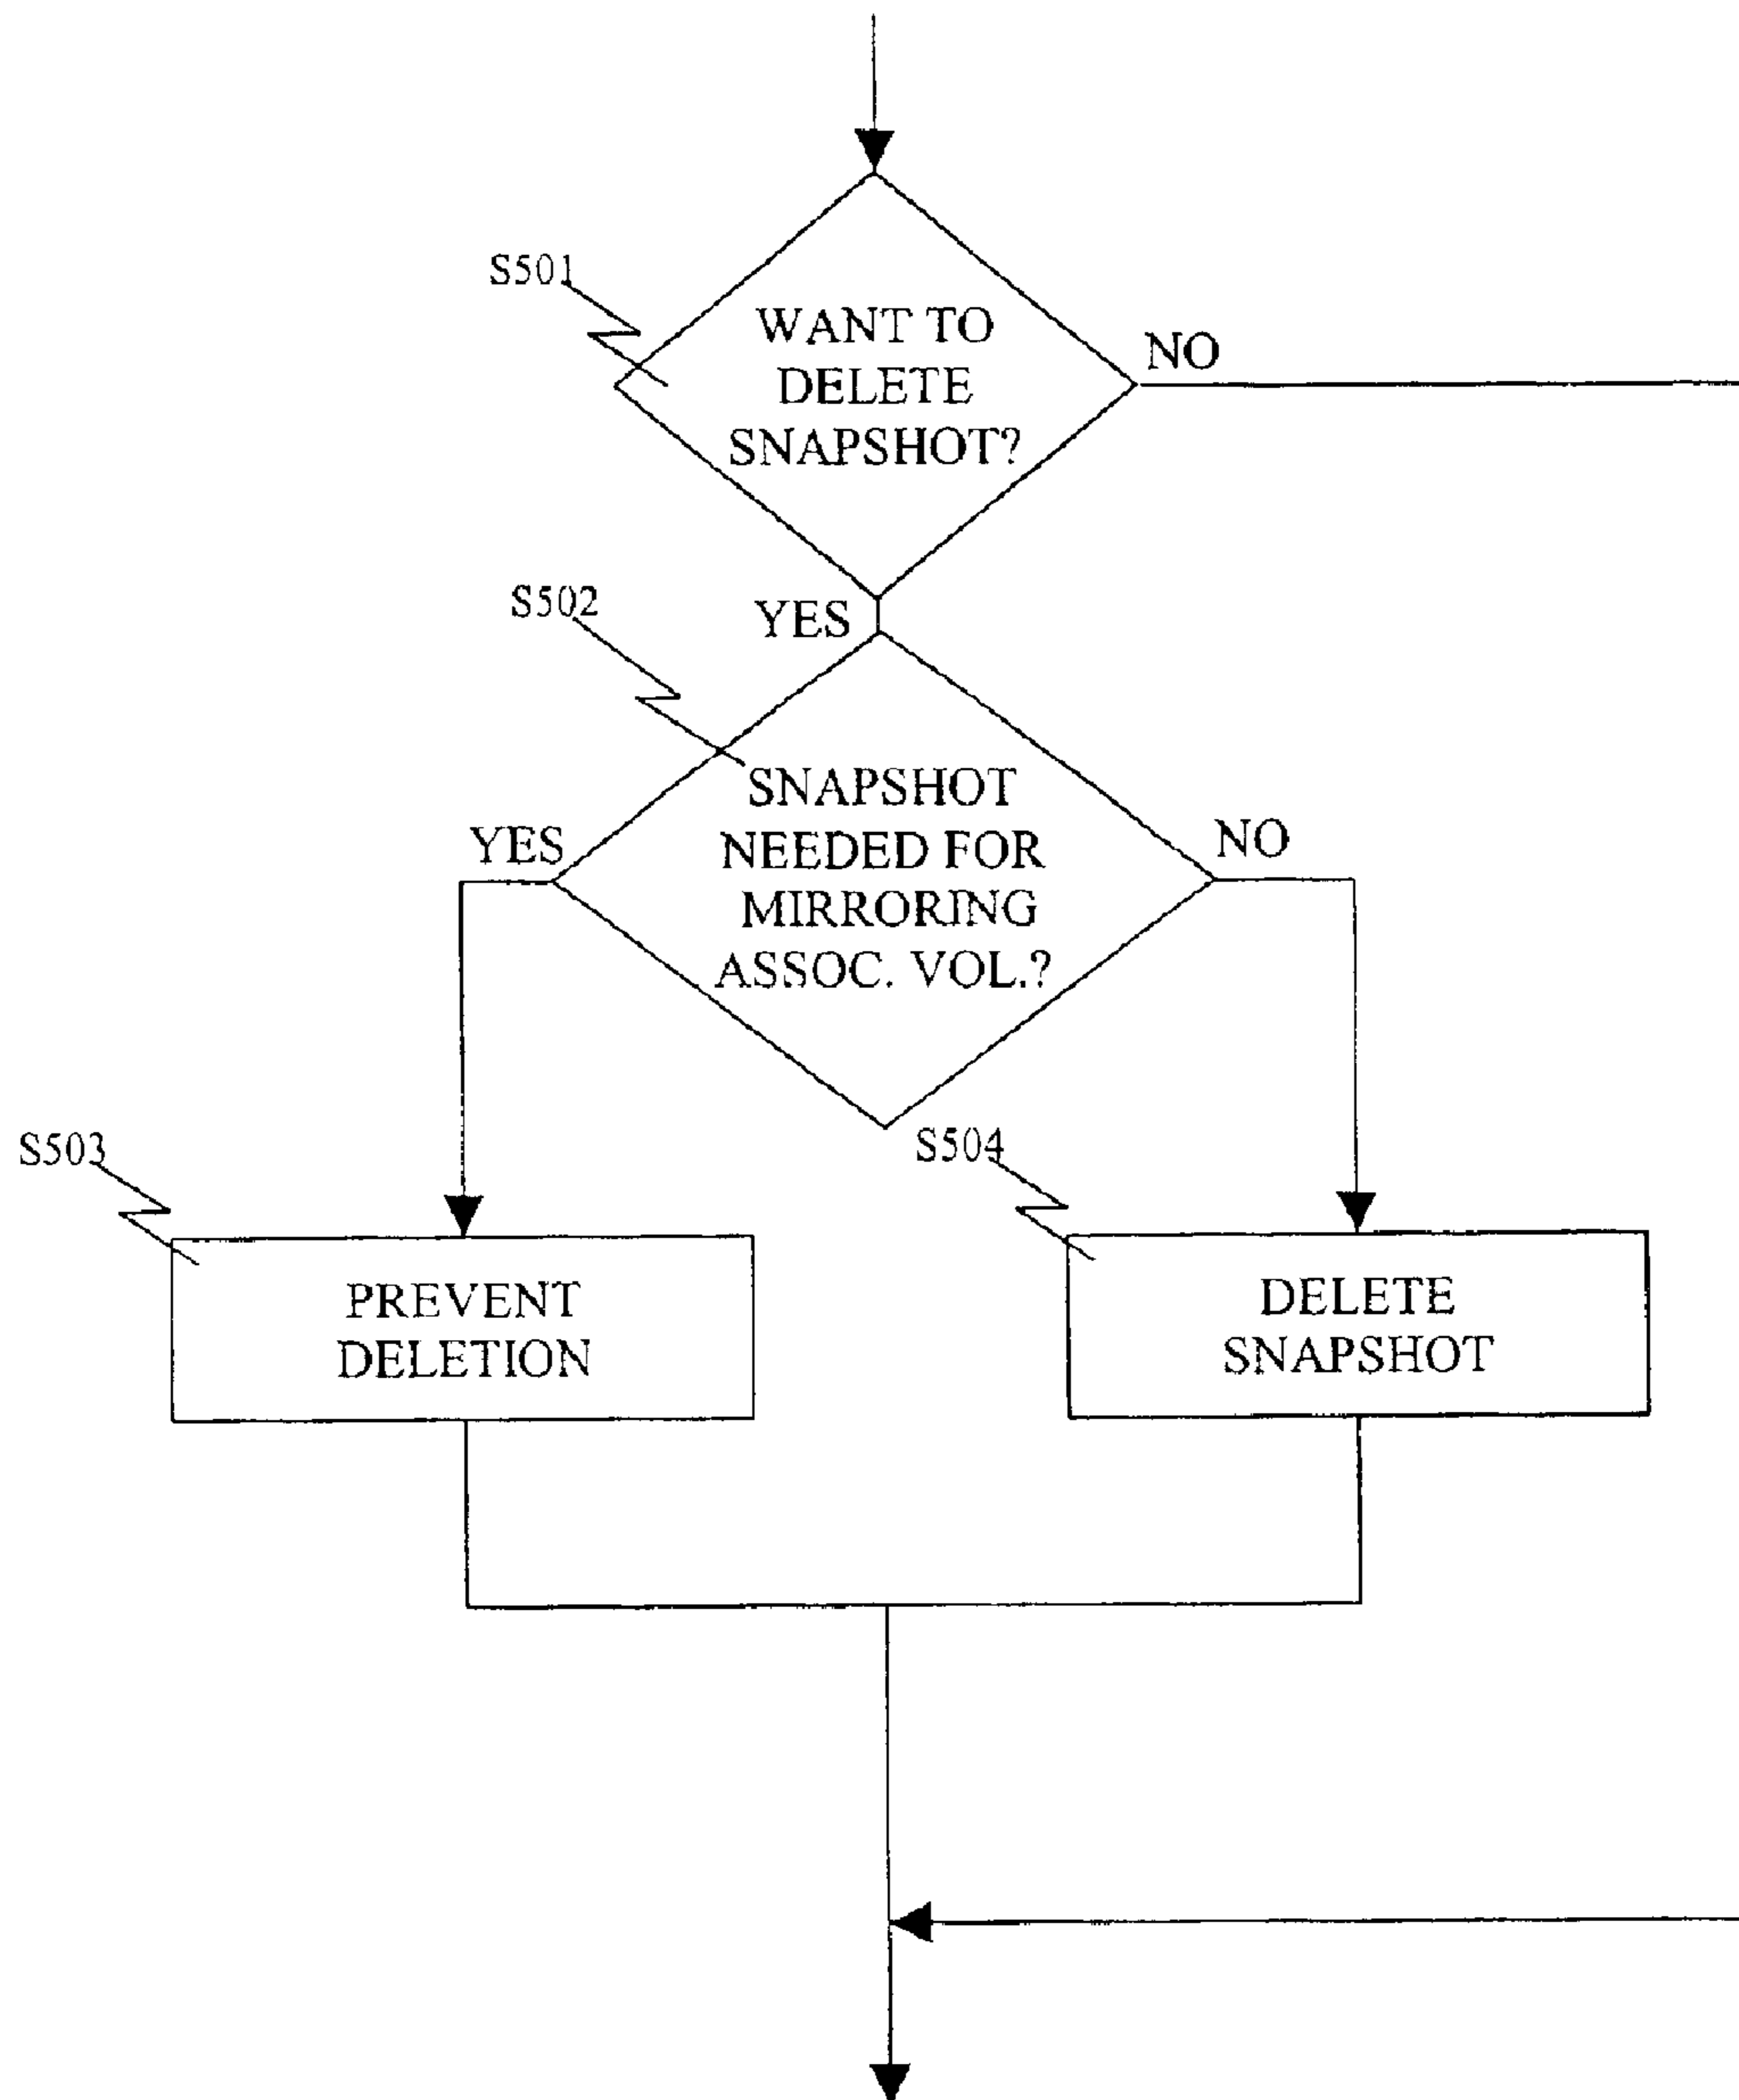 S501
WANT TO
DELETE
SNAPSHOT?
NO
S502
YES
SNAPSHOT
NEEDED FOR
MIRRORING
ASSOC. VOL.?
YES
NO
S503
S504
PREVENT
DELETION
DELETE
SNAPSHOT